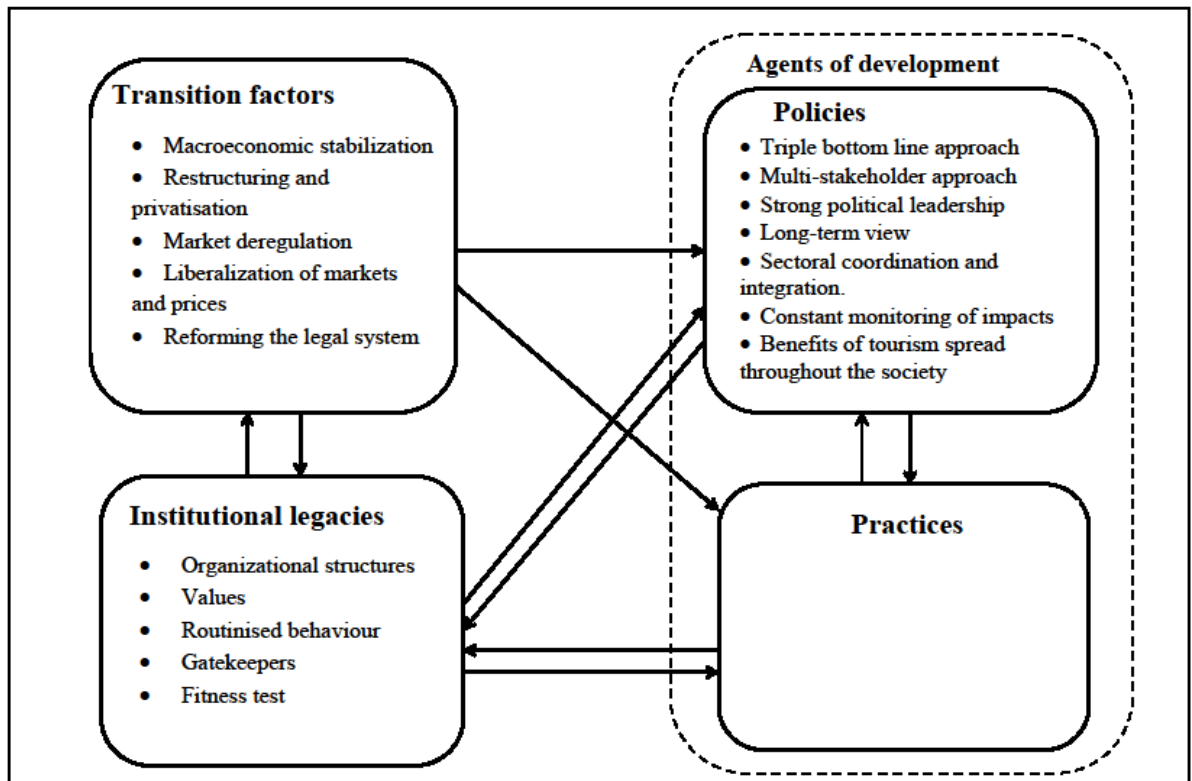 Transition factors
• Macroeconomic stabilization
• Restructuring and
privatisation
• Market deregulation
• Liberalization of markets
and prices
• Reforming the legal system
Agents of development
Policies
• Triple bottom line approach
• Multi-stakeholder approach
• Strong political leadership
• Long-term view
• Sectoral coordination and
integration.
• Constant monitoring of impacts
• Benefits of tourism spread
throughout the society
Institutional legacies
• Organizational structures
• Values
• Routinised behaviour
• Gatekeepers
• Fitness test
Practices